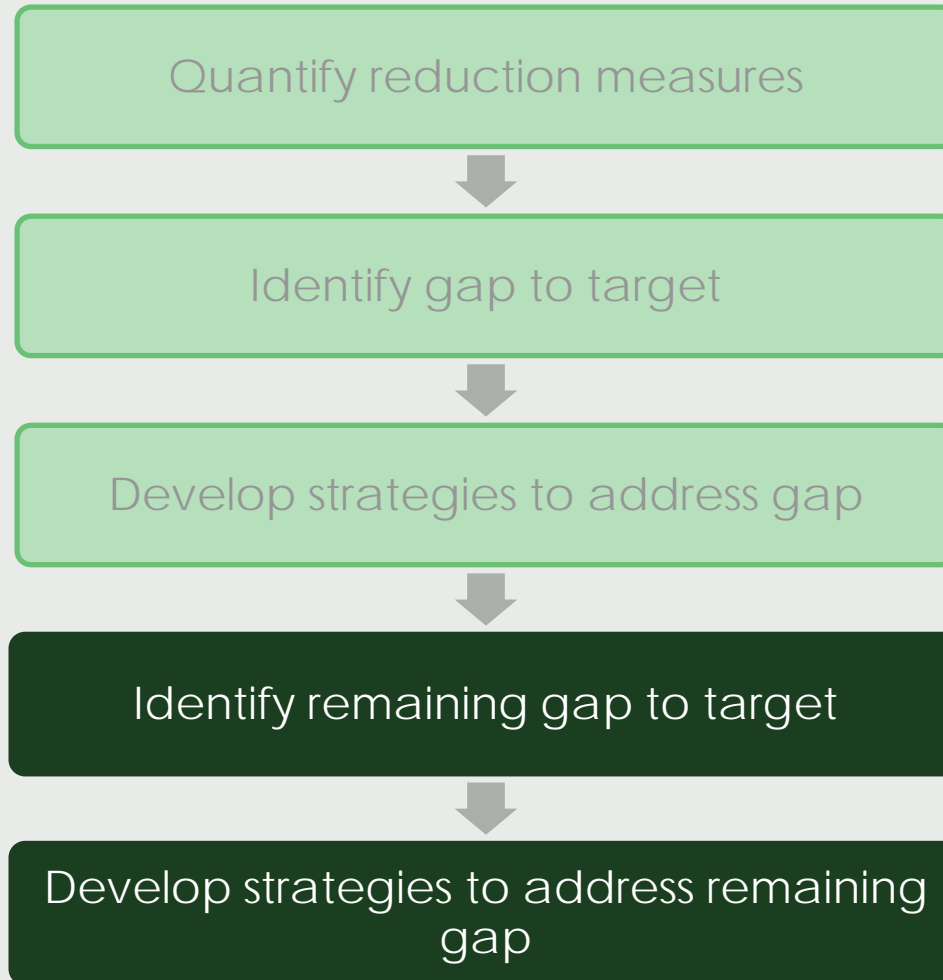 Quantify reduction measures
Identify gap to target
Develop strategies to address gap
Identify remaining gap to target
Develop strategies to address remaining
gap